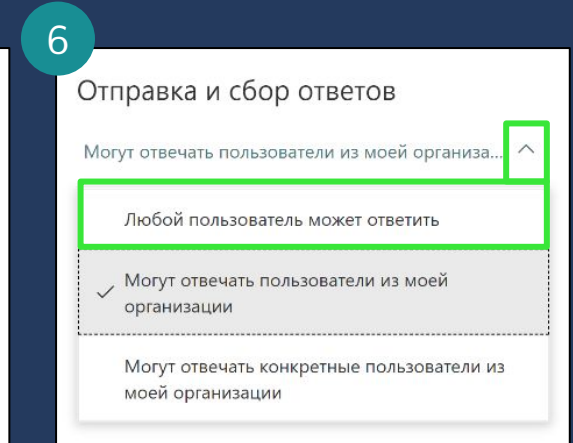 6
Отправка и сбор ответов
Могут отвечать пользователи из моей организа...
Любой пользователь может ответить
Могут отвечать пользователи из моей
организации
Могут отвечать конкретные пользователи из
моей организации